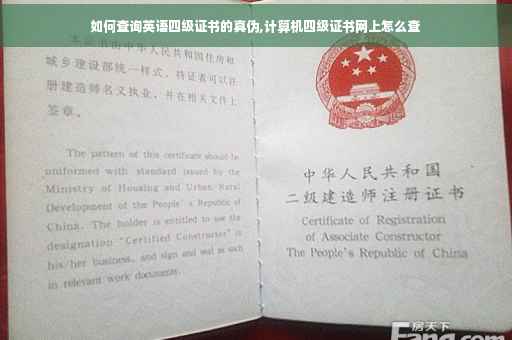 如何查询英语四级证书的真伪,计算机四级证书网上怎么查
书由中华人民共和国住房和
城乡建设部统一样式，持证者可以注
册建造师名义执业，并在相关文件上
签章。
The pattern of this certificate should be
uniformed with standard issued by the
Ministry of Housing and Urban Rural
Development of the People's Republic of
China. The holder is entitled to use the
designation "Certified Constructor" in
his/her business, and sign and seal as such
in relevant work documents.
中华人民共和国
二级建造师注册证书
Certificate of Registration
of Associate Constructor
The People's Republic of China
房天下
Fang.com